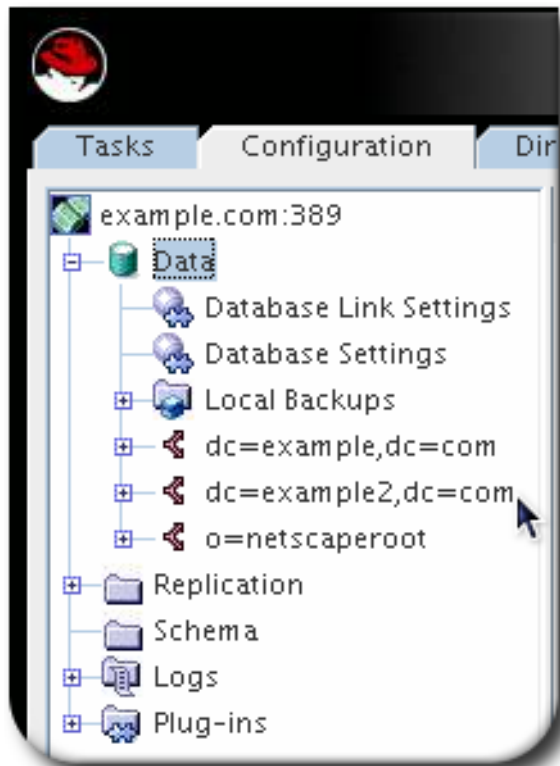 Tasks Configuration Dir
example.com:389
Data
Database Link Settings
Database Settings
Local Backups
dc=example,dc=com
dc=example2,dc=com
o=netscaperoot
Replication
Schema
Logs
Plug-ins